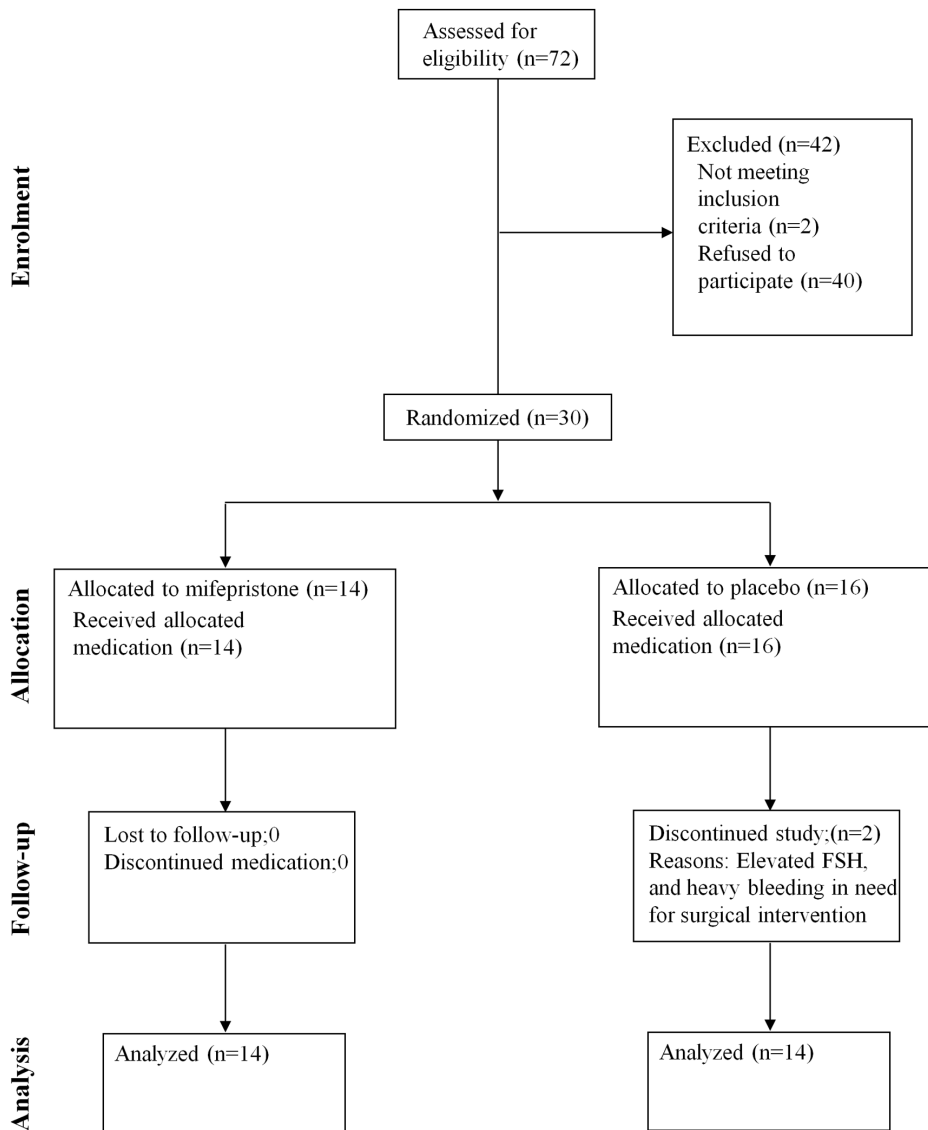 Assessed for
eligibility (n=72)
Enrolment
Excluded (n=42)
Not meeting
inclusion
criteria (n=2)
Refused to
participate (n=40)
Randomized (n=30)
Allocation
Allocated to mifepristone (n=14)
Received allocated
medication (n=14)
Allocated to placebo (n=16)
Received allocated
medication (n=16)
Follow-up
Lost to follow-up;0
Discontinued medication;0
Discontinued study;(n=2)
Reasons: Elevated FSH,
and heavy bleeding in need
for surgical intervention
Analysis
Analyzed (n=14)
Analyzed (n=14)